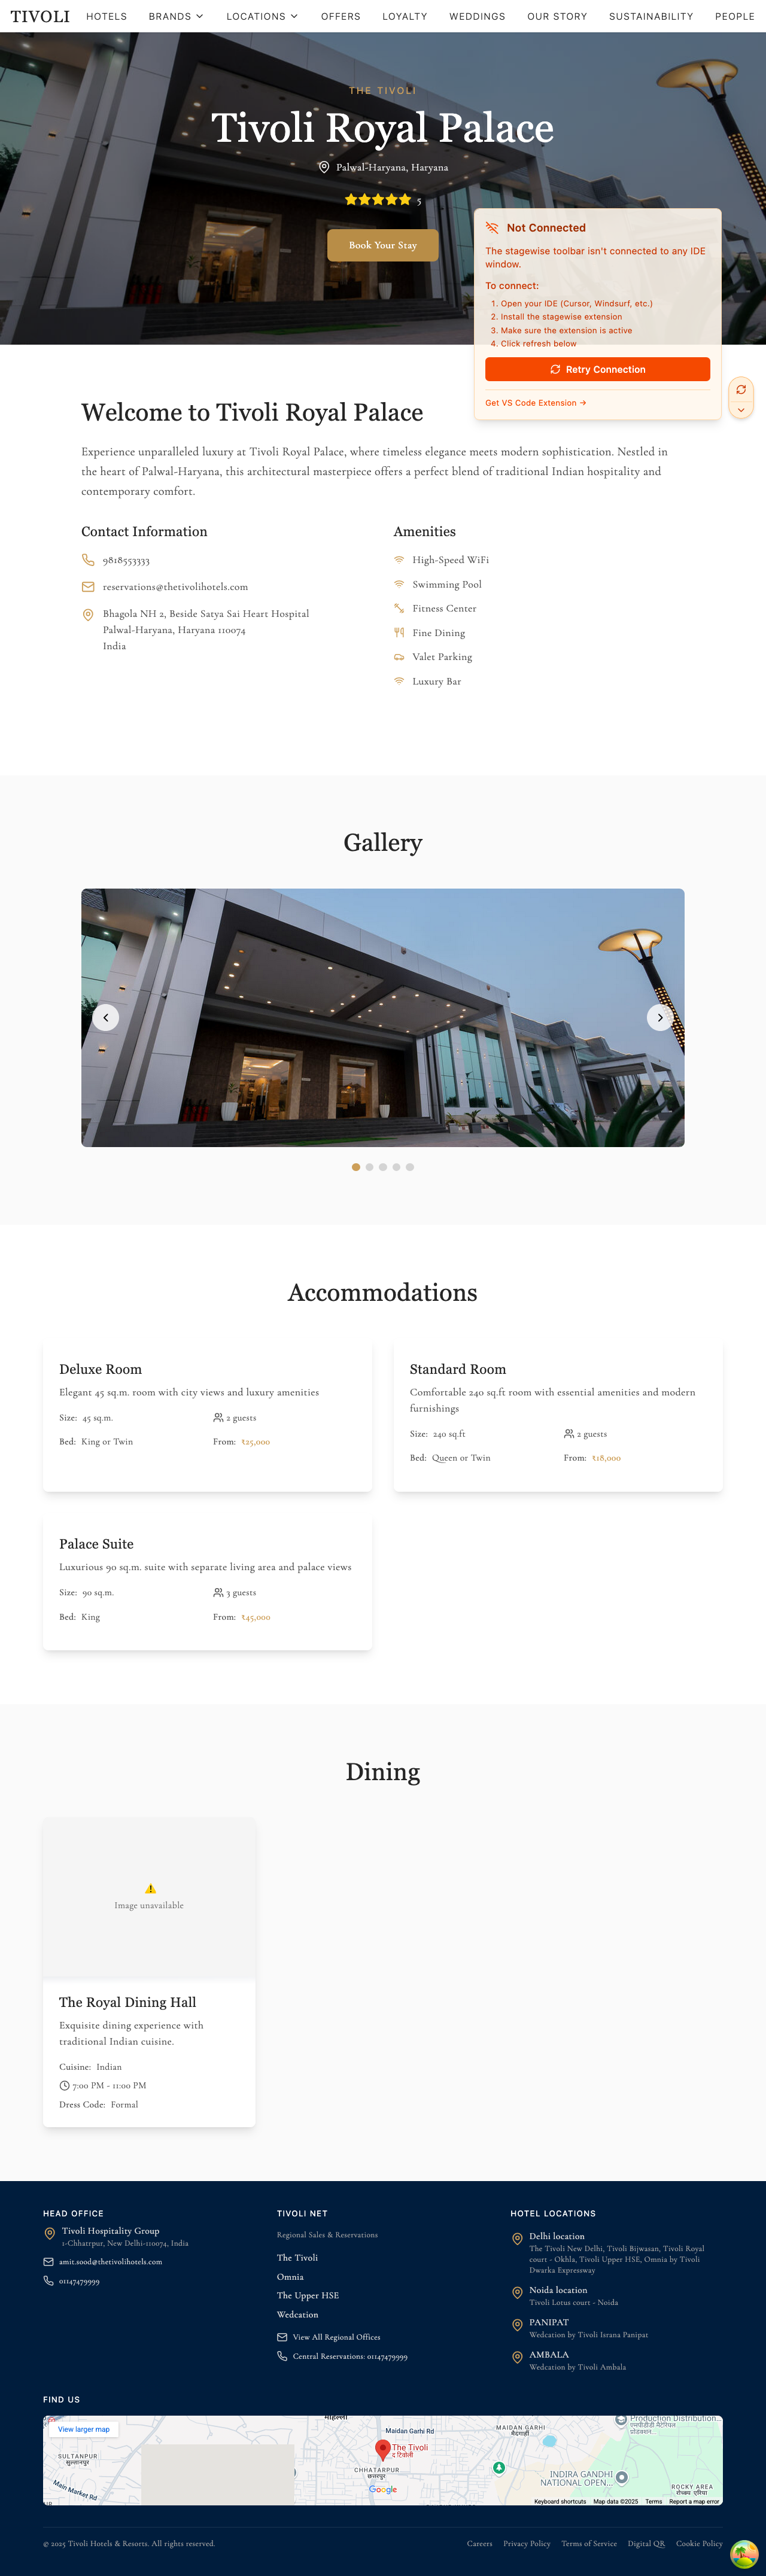 TIVOLI HOTELS BRANDS LOCATIONS OFFERS LOYALTY WEDDINGS OUR STORY SUSTAINABILITY PEOPLE
THE TIVOLI
Tivoli Royal Palace
Palwal-Haryana, Haryana
5
Book Your Stay
Not Connected
The stagewise toolbar isn't connected to any IDE
window.
To connect:
1. Open your IDE (Cursor, Windsurf, etc.)
2. Install the stagewise extension
3. Make sure the extension is active
4. Click refresh below
Retry Connection
Get VS Code Extension →
Welcome to Tivoli Royal Palace
Experience unparalleled luxury at Tivoli Royal Palace, where timeless elegance meets modern sophistication. Nestled in
the heart of Palwal-Haryana, this architectural masterpiece offers a perfect blend of traditional Indian hospitality and
contemporary comfort.
Contact Information
9818553333
reservations@thetivolihotels.com
Bhagola NH 2, Beside Satya Sai Heart Hospital
Palwal-Haryana, Haryana 110074
India
Amenities
High-Speed WiFi
Swimming Pool
Fitness Center
Fine Dining
Valet Parking
Luxury Bar
Gallery
Accommodations
Deluxe Room
Elegant 45 sq.m. room with city views and luxury amenities
Size: 45 sq.m. 2 guests
Bed: King or Twin From: ₹25,000
Standard Room
Comfortable 240 sq.ft room with essential amenities and modern
furnishings
Size: 240 sq.ft 2 guests
Bed: Queen or Twin From: ₹18,000
Palace Suite
Luxurious 90 sq.m. suite with separate living area and palace views
Size: 90 sq.m. 3 guests
Bed: King From: ₹45,000
Dining
Image unavailable
The Royal Dining Hall
Exquisite dining experience with
traditional Indian cuisine.
Cuisine: Indian
7:00 PM - 11:00 PM
Dress Code: Formal
HEAD OFFICE
Tivoli Hospitality Group
1-Chhatrpur, New Delhi-110074, India
amit.sood@thetivolihotels.com
01147479999
TIVOLI NET
Regional Sales & Reservations
The Tivoli
Omnia
The Upper HSE
Wedcation
View All Regional Offices
Central Reservations: 01147479999
HOTEL LOCATIONS
Delhi location
The Tivoli New Delhi, Tivoli Bijwasan, Tivoli Royal
court - Okhla, Tivoli Upper HSE, Omnia by Tivoli
Dwarka Expressway
Noida location
Tivoli Lotus court - Noida
PANIPAT
Wedcation by Tivoli Israna Panipat
AMBALA
Wedcation by Tivoli Ambala
FIND US
View larger map
SULTANPUR
सुल्तानपुर
Main Market Rd
Maidan Garhi Rd
The Tivoli
द टिवोली
CHHATARPUR
छतरपुर
Google
MAIDAN GARHI
मैदानगढ़ी
Production Distribution...
INDIRA GANDHI
NATIONAL OPEN...
ROCKY AREA
Keyboard shortcuts Map data ©2025 Terms Report a map error
© 2025 Tivoli Hotels & Resorts. All rights reserved.
Careers Privacy Policy Terms of Service Digital QR Cookie Policy